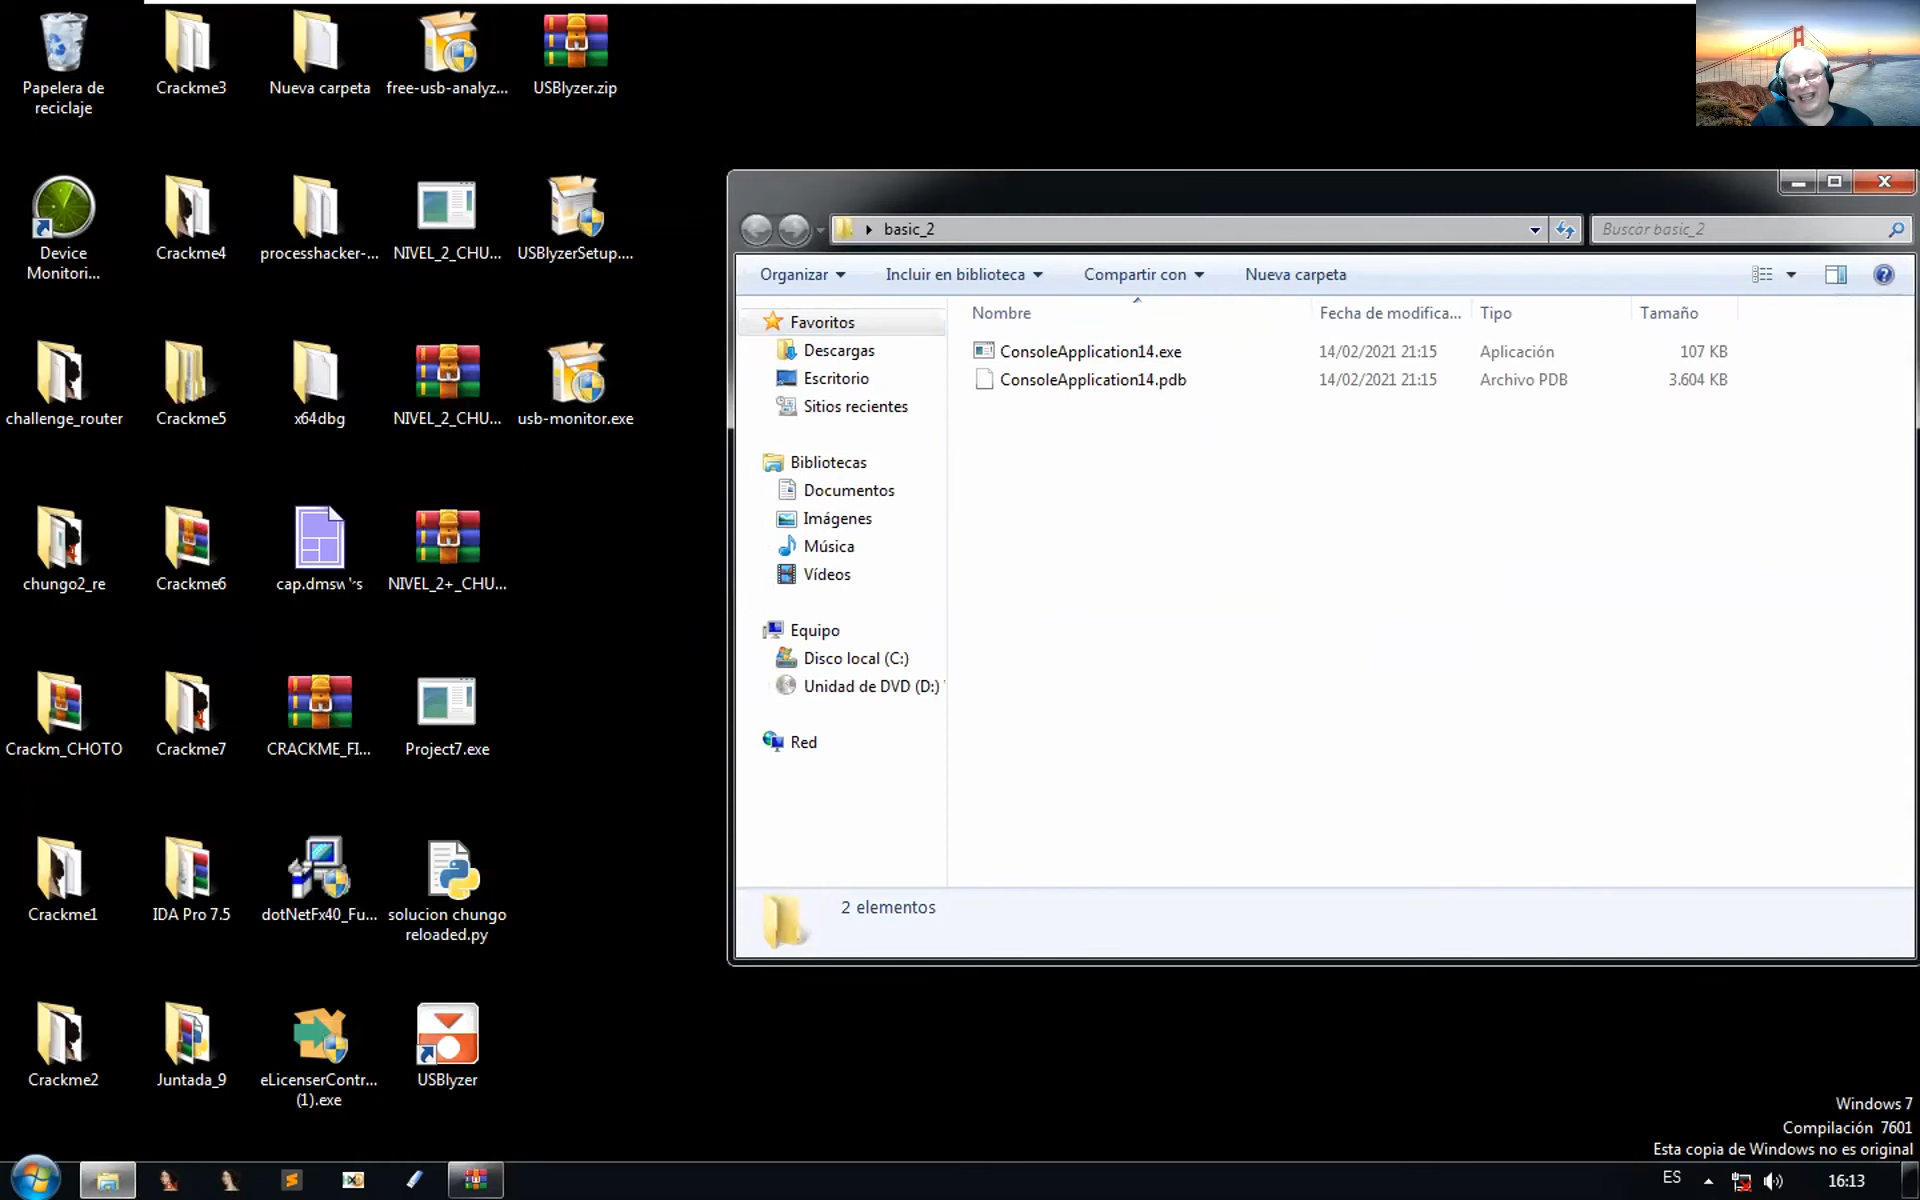 Papelera de
reciclaje
Crackme3
Nueva carpeta
free-usb-analyz...
USBlyzer.zip
Device
Monitori...
Crackme4
processhacker-...
NIVEL_2_CHU...
USBlyzerSetup....
challenge_router
Crackme5
x64dbg
NIVEL_2_CHU...
usb-monitor.exe
chungo2_re
Crackme6
NIVEL_2+_CHU...
Crackm_CHOTO
Crackme7
CRACKME_FI...
Project7.exe
Crackme1
IDA Pro 7.5
dotNetFx40_Fu...
solucion chungo
reloaded.py
Crackme2
Juntada_9
eLicenserContr...
(1).exe
USBlyzer
basic_2
Buscar basic_2
Organizar
Incluir en biblioteca
Compartir con
Nueva carpeta
Nombre
Fecha de modifica...
Tipo
Tamaño
ConsoleApplication14.exe
14/02/2021 21:15
Aplicación
107 KB
ConsoleApplication14.pdb
14/02/2021 21:15
Archivo PDB
3.604 KB
Favoritos
Descargas
Escritorio
Sitios recientes
Bibliotecas
Documentos
Imágenes
Música
Vídeos
Equipo
Disco local (C:)
Unidad de DVD (D:)
Red
2 elementos
Windows 7
Compilación 7601
Esta copia de Windows no es original
ES
16:13